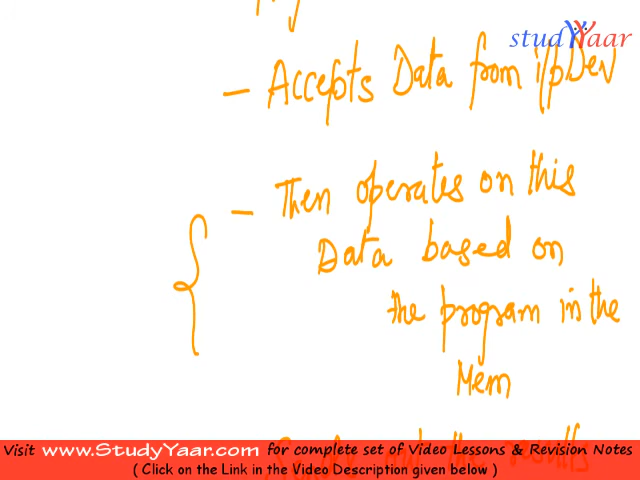 studYYaar
– Accepts Data from i/p Dev
– Then operates on this
Data based on
the program in the
Mem
Visit www.StudyYaar.com for complete set of Video Lessons & Revision Notes
( Click on the Link in the Video Description given below )